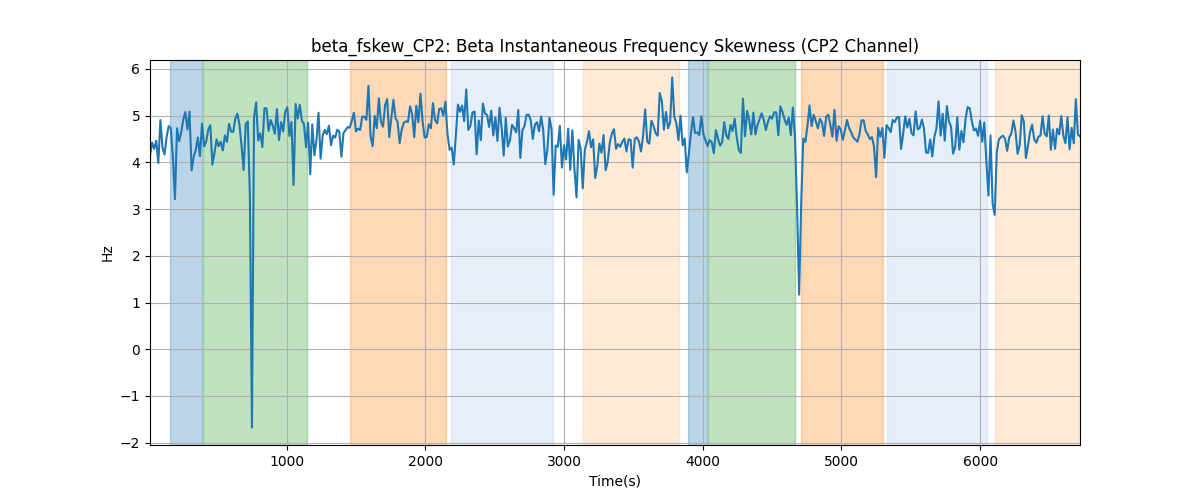 beta_fskew_CP2: Beta Instantaneous Frequency Skewness (CP2 Channel)
6
5
4
3
2
1
0
−1
−2
Hz
1000 2000 3000 4000 5000 6000
Time(s)